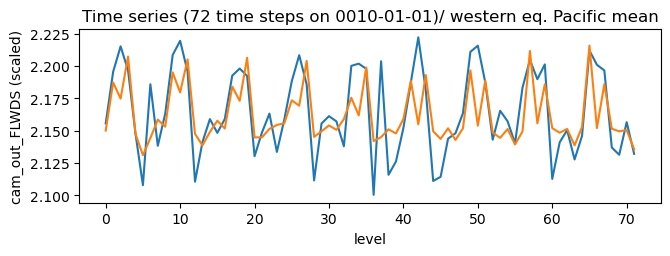 Time series (72 time steps on 0010-01-01)/ western eq. Pacific mean
cam_out_FLWDS (scaled)
2.225
2.200
2.175
2.150
2.125
2.100
0 10 20 30 40 50 60 70
level